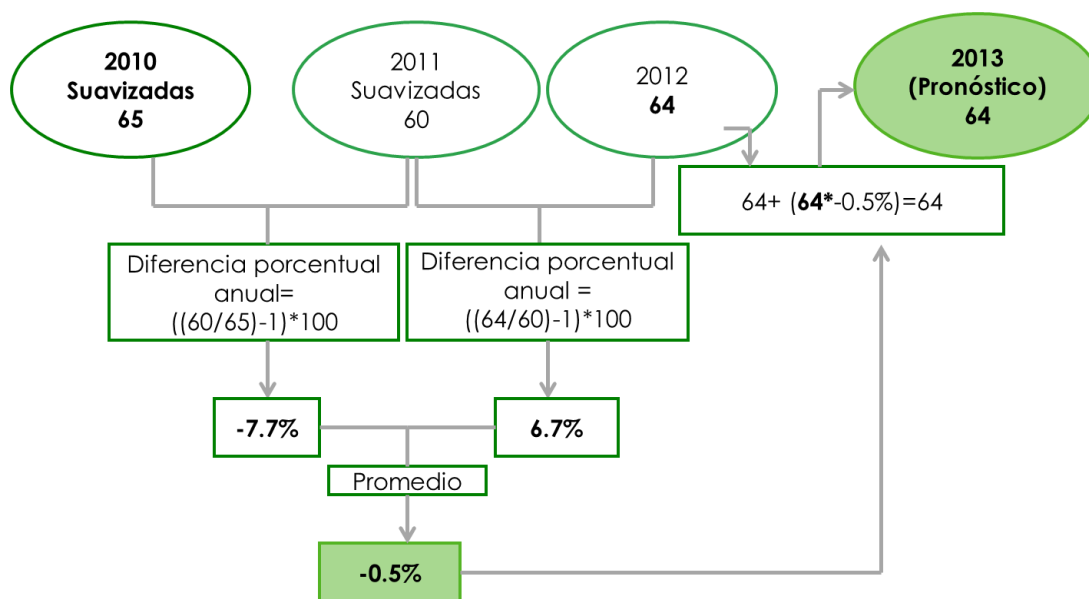 2010
Suavizadas
65
2011
Suavizadas
60
2012
64
2013
(Pronóstico)
64
64+ (64*-0.5%)=64
Diferencia porcentual
anual=
((60/65)-1)*100
Diferencia porcentual
anual =
((64/60)-1)*100
-7.7%
6.7%
Promedio
-0.5%